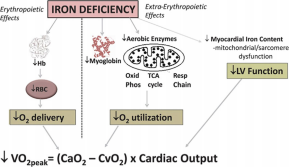 Erythropoietic
Effects
IRON DEFICIENCY
Extra-Erythropoietic
Effects
↓Hb
↓Myoglobin
↓Aerobic Enzymes
Oxid
Phos
TCA
cycle
Resp
Chain
↓Myocardial Iron Content
-mitochondrial/sarcomere
dysfunction
↓RBC
↓LV Function
↓O2 delivery
↓O2 utilization
↓ VO2peak= (CaO2 – CvO2) x Cardiac Output